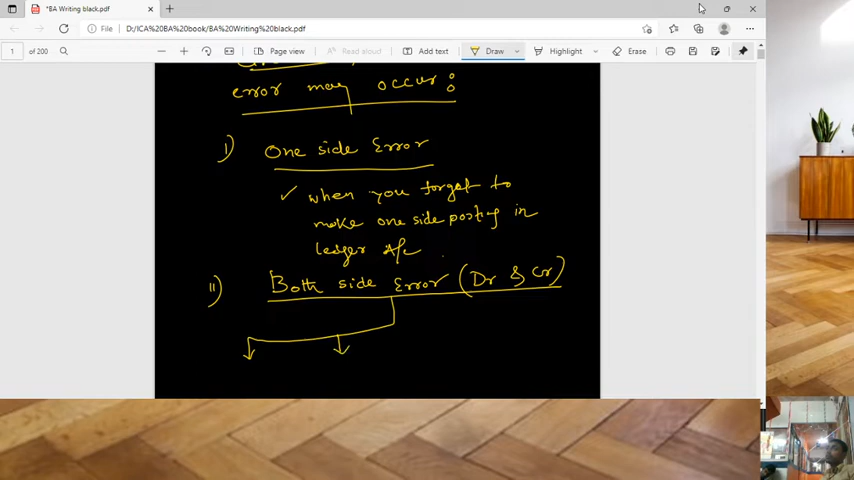 *BA Writing black.pdf
D:/ICA%20BA%20book/BA%20Writing%20black.pdf
1 of 200
Page view
Read aloud
Add text
Draw
Highlight
Erase
error may occur:
I) One side Error
✓ when you forget to
make one side posting in
ledger A/c
II) Both side Error (Dr & Cr)